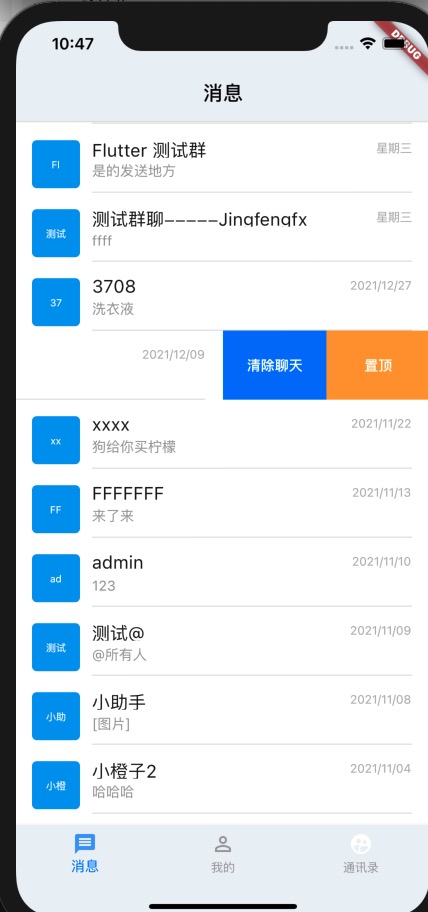 10:47
DEBUG
消息
Fl
Flutter 测试群
星期三
是的发送地方
测试
测试群聊-----Jingfengfx
星期三
ffff
37
3708
2021/12/27
洗衣液
2021/12/09
清除聊天
置顶
xx
xxxx
2021/11/22
狗给你买柠檬
FF
FFFFFFF
2021/11/13
来了来
ad
admin
2021/11/10
123
测试
测试@
2021/11/09
@所有人
小助
小助手
2021/11/08
[图片]
小橙
小橙子2
2021/11/04
哈哈哈
消息
我的
通讯录